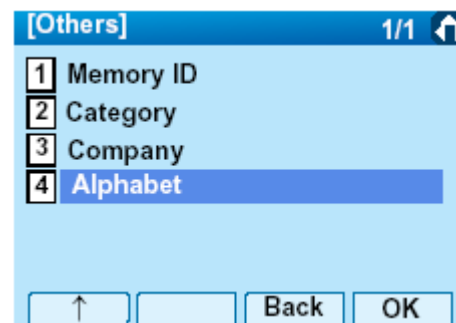 [Others] 1/1
1 Memory ID
2 Category
3 Company
4 Alphabet
↑ Back OK